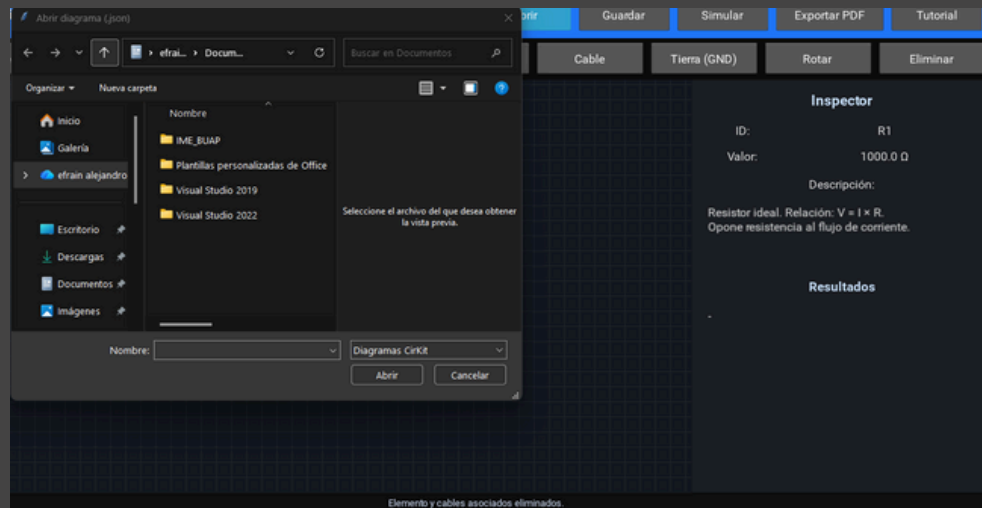 Abrir diagrama (.json)
Guardar
Simular
Exportar PDF
Tutorial
efrai... > Docum...
Buscar en Documentos
Cable
Tierra (GND)
Rotar
Eliminar
Organizar
Nueva carpeta
Inicio
Galería
efrain alejandro
Escritorio
Descargas
Documentos
Imágenes
Nombre
IME_BUAP
Plantillas personalizadas de Office
Visual Studio 2019
Visual Studio 2022
Seleccione el archivo del que desea obtener
la vista previa.
Nombre:
Diagramas CirKit
Abrir
Cancelar
Inspector
ID: R1
Valor: 1000.0 Ω
Descripción:
Resistor ideal. Relación: V = I × R.
Opone resistencia al flujo de corriente.
Resultados
-
Elemento y cables asociados eliminados.